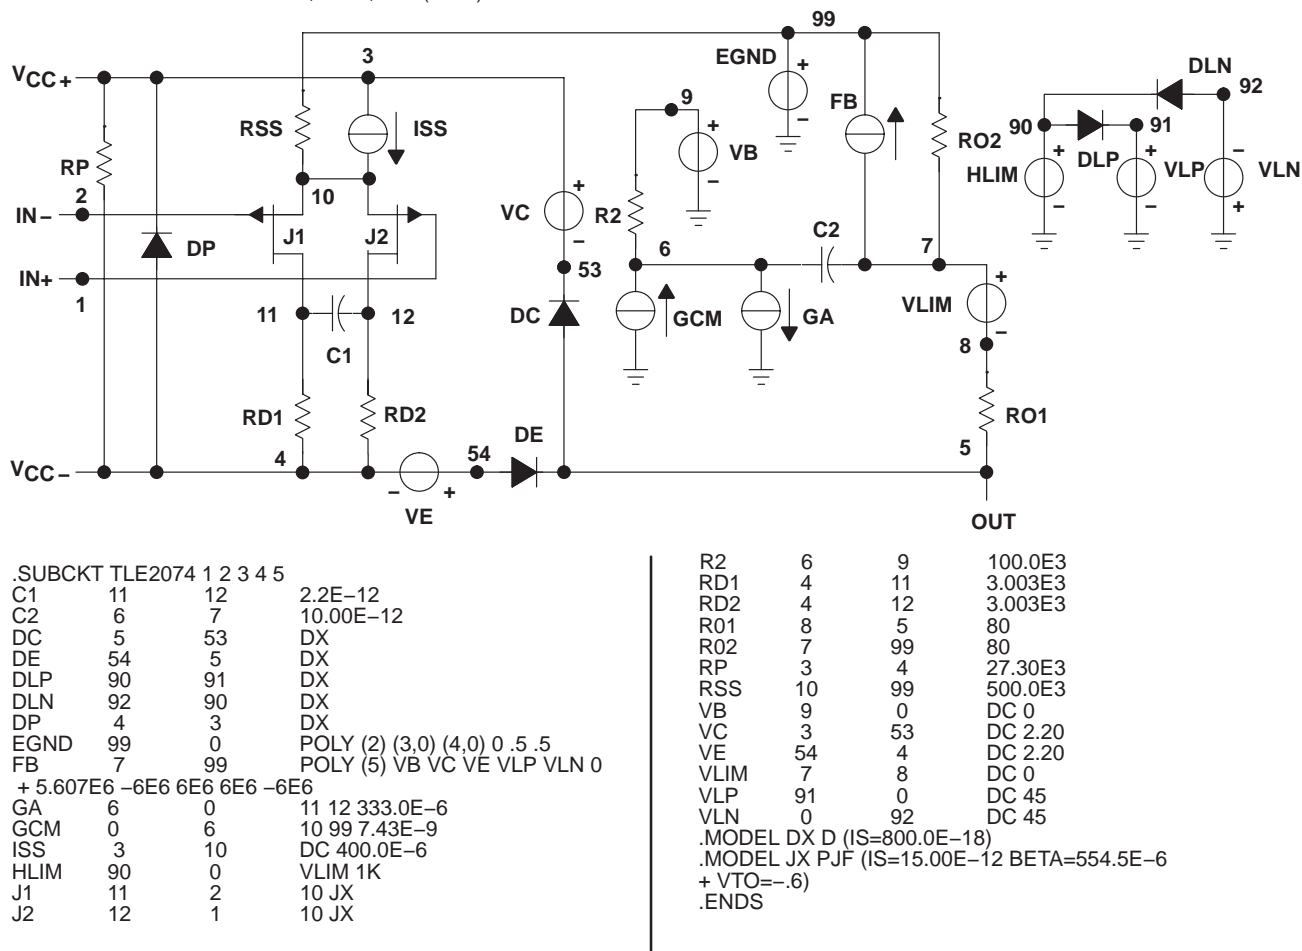 99
3
VCC+
EGND
+
DLN
92
9
FB
RSS
ISS
+
VB
–
–
RO2
90
91
DLP
+
+
–
HLIM
VLP
VLN
–
–
+
RP
2
10
IN–
J1
J2
DP
VC
+
–
R2
C2
6
7
IN+
1
53
+
VLIM
–
11
12
DC
GCM
GA
C1
8
RD1
RD2
RO1
DE
4
54
5
VCC–
–
+
VE
OUT
.SUBCKT TLE2074 1 2 3 4 5
C1 11 12 2.2E–12
C2 6 7 10.00E–12
DC 5 53 DX
DE 54 5 DX
DLP 90 91 DX
DLN 92 90 DX
DP 4 3 DX
EGND 99 0 POLY (2) (3,0) (4,0) 0 .5 .5
FB 7 99 POLY (5) VB VC VE VLP VLN 0
+ 5.607E6 –6E6 6E6 6E6 –6E6
GA 6 0 11 12 333.0E–6
GCM 0 6 10 99 7.43E–9
ISS 3 10 DC 400.0E–6
HLIM 90 0 VLIM 1K
J1 11 2 10 JX
J2 12 1 10 JX
R2 6 9 100.0E3
RD1 4 11 3.003E3
RD2 4 12 3.003E3
R01 8 5 80
R02 7 99 80
RP 3 4 27.30E3
RSS 10 99 500.0E3
VB 9 0 DC 0
VC 3 53 DC 2.20
VE 54 4 DC 2.20
VLIM 7 8 DC 0
VLP 91 0 DC 45
VLN 0 92 DC 45
.MODEL DX D (IS=800.0E–18)
.MODEL JX PJF (IS=15.00E–12 BETA=554.5E–6
+ VTO=–.6)
.ENDS